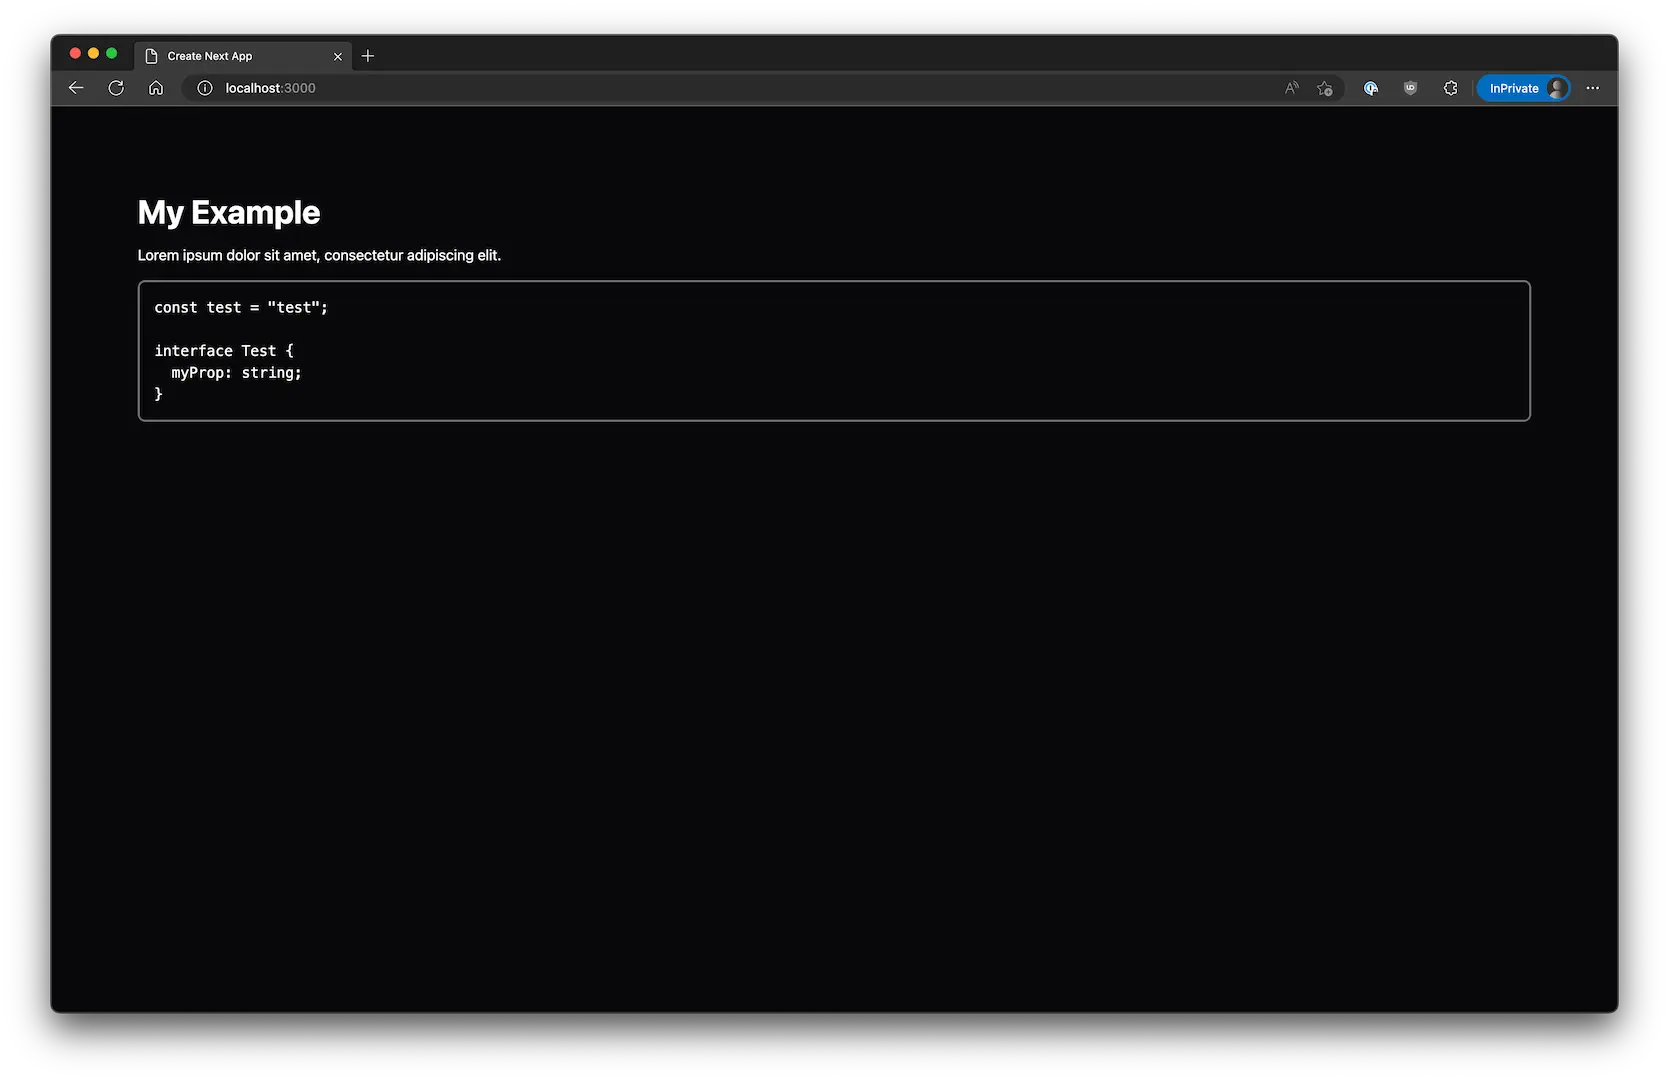 Create Next App
localhost:3000
InPrivate
My Example
Lorem ipsum dolor sit amet, consectetur adipiscing elit.
const test = "test";
interface Test {
  myProp: string;
}